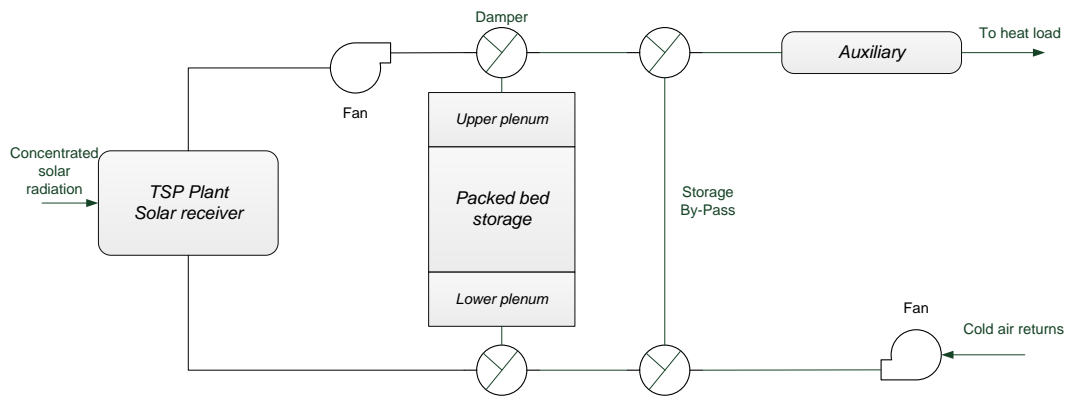 Damper
To heat load
Auxiliary
Fan
Upper plenum
Concentrated
solar
radiation
TSP Plant
Solar receiver
Packed bed
storage
Storage
By-Pass
Lower plenum
Fan
Cold air returns